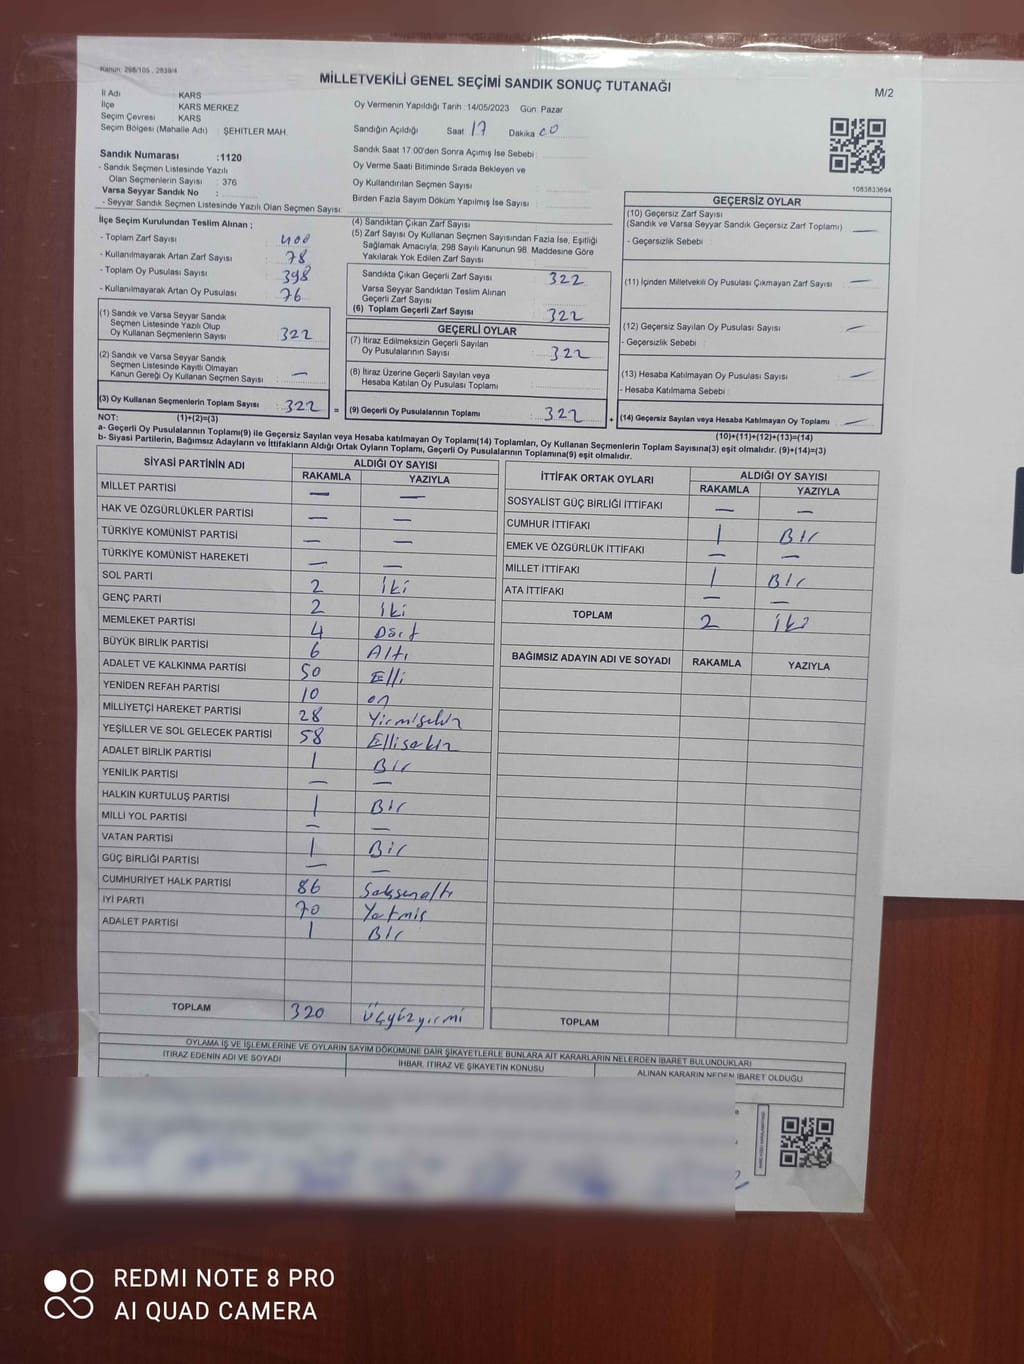 Kanun: 298/105 , 2839/4
MİLLETVEKİLİ GENEL SEÇİMİ SANDIK SONUÇ TUTANAĞI
M/2
İl Adı : KARS
İlçe : KARS MERKEZ
Seçim Çevresi : KARS
Seçim Bölgesi (Mahalle Adı) : ŞEHİTLER MAH.
Sandık Numarası :1120
- Sandık Seçmen Listesinde Yazılı
Olan Seçmenlerin Sayısı : 376
Varsa Seyyar Sandık No :
- Seyyar Sandık Seçmen Listesinde Yazılı Olan Seçmen Sayısı:
Oy Vermenin Yapıldığı Tarih :14/05/2023 Gün: Pazar
Sandığın Açıldığı Saat 17 Dakika 00
Sandık Saat 17:00'den Sonra Açımış İse Sebebi :
Oy Verme Saati Bitiminde Sırada Bekleyen ve
Oy Kullandırılan Seçmen Sayısı :
Birden Fazla Sayım Döküm Yapılmış İse Sayısı :
1083833694
İlçe Seçim Kurulundan Teslim Alınan ;
- Toplam Zarf Sayısı : 400
- Kullanılmayarak Artan Zarf Sayısı : 78
- Toplam Oy Pusulası Sayısı : 398
- Kullanılmayarak Artan Oy Pusulası : 76
(1) Sandık ve Varsa Seyyar Sandık
Seçmen Listesinde Yazılı Olup
Oy Kullanan Seçmenlerin Sayısı : 322
(2) Sandık ve Varsa Seyyar Sandık
Seçmen Listesinde Kayıtlı Olmayan
Kanun Gereği Oy Kullanan Seçmen Sayısı : —
(3) Oy Kullanan Seçmenlerin Toplam Sayısı : 322 =
(4) Sandıktan Çıkan Zarf Sayısı :
(5) Zarf Sayısı Oy Kullanan Seçmen Sayısından Fazla İse, Eşitliği
Sağlamak Amacıyla, 298 Sayılı Kanunun 98. Maddesine Göre
Yakılarak Yok Edilen Zarf Sayısı :
Sandıkta Çıkan Geçerli Zarf Sayısı : 322
Varsa Seyyar Sandıktan Teslim Alınan
Geçerli Zarf Sayısı :
(6) Toplam Geçerli Zarf Sayısı : 322
GEÇERLİ OYLAR
(7) İtiraz Edilmeksizin Geçerli Sayılan
Oy Pusulalarının Sayısı : 322
(8) İtiraz Üzerine Geçerli Sayılan veya
Hesaba Katılan Oy Pusulası Toplamı :
(9) Geçerli Oy Pusulalarının Toplamı : 322 +
GEÇERSİZ OYLAR
(10) Geçersiz Zarf Sayısı
(Sandık ve Varsa Seyyar Sandık Geçersiz Zarf Toplamı) : —
- Geçersizlik Sebebi :
(11) İçinden Milletvekili Oy Pusulası Çıkmayan Zarf Sayısı : —
(12) Geçersiz Sayılan Oy Pusulası Sayısı : —
- Geçersizlik Sebebi :
(13) Hesaba Katılmayan Oy Pusulası Sayısı : —
- Hesaba Katılmama Sebebi :
(14) Geçersiz Sayılan veya Hesaba Katılmayan Oy Toplamı : —
NOT: (1)+(2)=(3) (10)+(11)+(12)+(13)=(14)
a- Geçerli Oy Pusulalarının Toplamı(9) ile Geçersiz Sayılan veya Hesaba katılmayan Oy Toplamı(14) Toplamları, Oy Kullanan Seçmenlerin Toplam Sayısına(3) eşit olmalıdır. (9)+(14)=(3)
b- Siyasi Partilerin, Bağımsız Adayların ve İttifakların Aldığı Ortak Oyların Toplamı, Geçerli Oy Pusulalarının Toplamına(9) eşit olmalıdır.
SİYASİ PARTİNİN ADI ALDIĞI OY SAYISI
RAKAMLA YAZIYLA
MİLLET PARTİSİ — —
HAK VE ÖZGÜRLÜKLER PARTİSİ — —
TÜRKİYE KOMÜNİST PARTİSİ — —
TÜRKİYE KOMÜNİST HAREKETİ — —
SOL PARTİ 2 İki
GENÇ PARTİ 2 İki
MEMLEKET PARTİSİ 4 Dört
BÜYÜK BİRLİK PARTİSİ 6 Altı
ADALET VE KALKINMA PARTİSİ 50 Elli
YENİDEN REFAH PARTİSİ 10 on
MİLLİYETÇİ HAREKET PARTİSİ 28 Yirmisekiz
YEŞİLLER VE SOL GELECEK PARTİSİ 58 Ellisekiz
ADALET BİRLİK PARTİSİ 1 Bir
YENİLİK PARTİSİ — —
HALKIN KURTULUŞ PARTİSİ 1 Bir
MİLLİ YOL PARTİSİ — —
VATAN PARTİSİ 1 Bir
GÜÇ BİRLİĞİ PARTİSİ — —
CUMHURİYET HALK PARTİSİ 86 Seksenaltı
İYİ PARTİ 70 Yetmiş
ADALET PARTİSİ 1 Bir
TOPLAM 320 Üçyüzyirmi
İTTİFAK ORTAK OYLARI ALDIĞI OY SAYISI
RAKAMLA YAZIYLA
SOSYALİST GÜÇ BİRLİĞİ İTTİFAKI — —
CUMHUR İTTİFAKI 1 Bir
EMEK VE ÖZGÜRLÜK İTTİFAKI — —
MİLLET İTTİFAKI 1 Bir
ATA İTTİFAKI — —
TOPLAM 2 İki
BAĞIMSIZ ADAYIN ADI VE SOYADI RAKAMLA YAZIYLA
TOPLAM
OYLAMA İŞ VE İŞLEMLERİNE VE OYLARIN SAYIM DÖKÜMÜNE DAİR ŞİKAYETLERLE BUNLARA AİT KARARLARIN NELERDEN İBARET BULUNDUKLARI
İTİRAZ EDENİN ADI VE SOYADI İHBAR, İTİRAZ VE ŞİKAYETİN KONUSU ALINAN KARARIN NEDEN İBARET OLDUĞU
REDMI NOTE 8 PRO
AI QUAD CAMERA